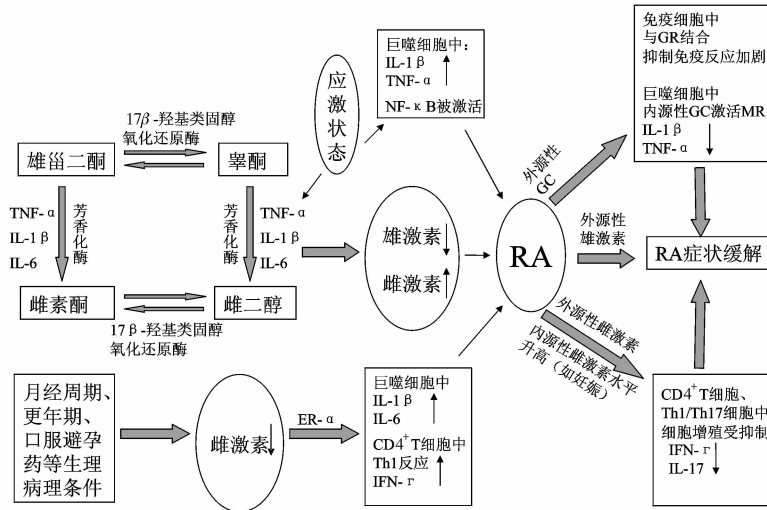 应激状态
巨噬细胞中：
IL-1β
TNF-α
NF-κB被激活
免疫细胞中
与GR结合
抑制免疫反应加剧
巨噬细胞中
内源性GC激活MR
IL-1β
TNF-α
17β-羟基类固醇
氧化还原酶
雄甾二酮
睾酮
TNF-α
IL-1β
IL-6
芳香化酶
芳香化酶
TNF-α
IL-1β
IL-6
雌素酮
雌二醇
17β-羟基类固醇
氧化还原酶
雄激素
雌激素
RA
外源性
GC
外源性
雄激素
RA症状缓解
外源性雌激素
内源性雌激素水平
升高（如妊娠）
月经周期、
更年期、
口服避孕
药等生理
病理条件
雌激素
ER-α
巨噬细胞中
IL-1β
IL-6
CD4⁺T细胞中
Th1反应
IFN-г
CD4⁺T细胞、
Th1/Th17细胞中
细胞增殖受抑制
IFN-г
IL-17